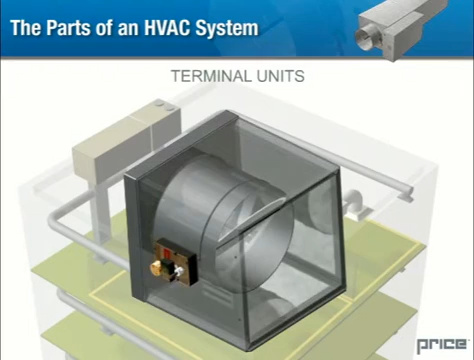 The Parts of an HVAC System
TERMINAL UNITS
PRICE